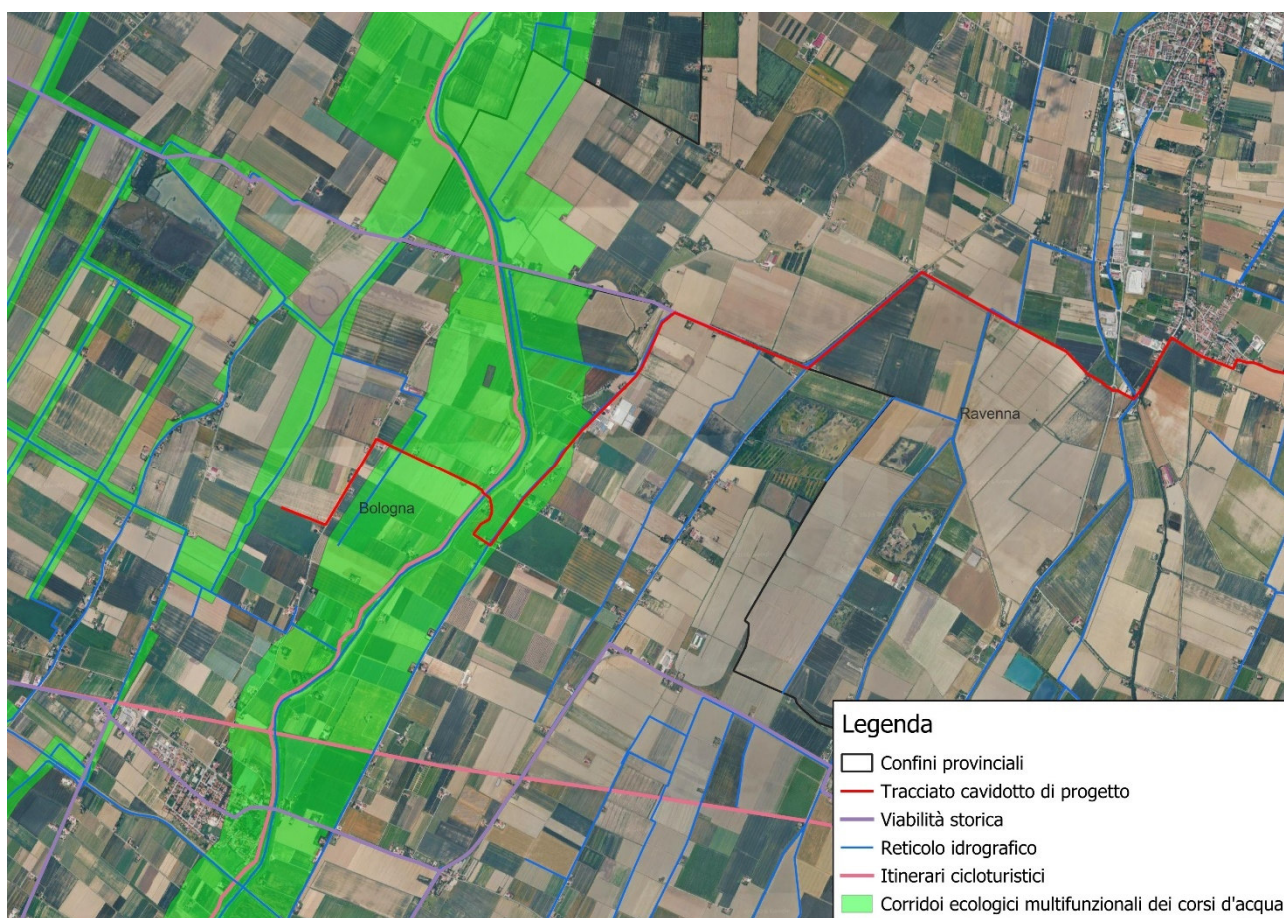 Ravenna
Bologna
Legenda
Confini provinciali
Tracciato cavidotto di progetto
Viabilità storica
Reticolo idrografico
Itinerari cicloturistici
Corridoi ecologici multifunzionali dei corsi d'acqua